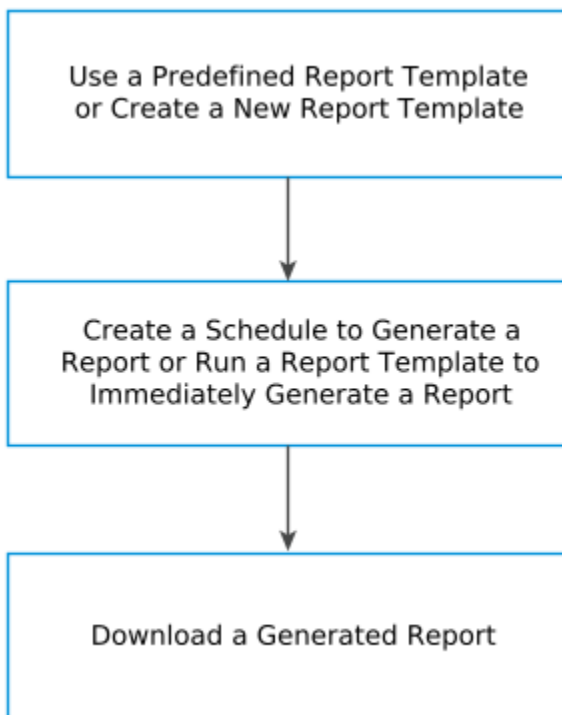 Use a Predefined Report Template
or Create a New Report Template
Create a Schedule to Generate a
Report or Run a Report Template to
Immediately Generate a Report
Download a Generated Report